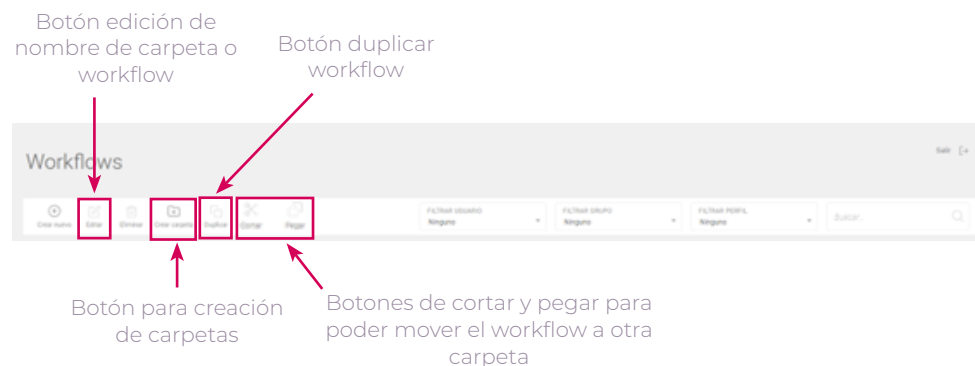 Botón edición de
nombre de carpeta o
workflow
Botón duplicar
workflow
Workflows
Salir
Crear nuevo
Editar
Eliminar
Crear carpeta
Duplicar
Cortar
Pegar
FILTRAR USUARIO
Ninguno
FILTRAR GRUPO
Ninguno
FILTRAR PERFIL
Ninguno
Buscar...
Botón para creación
de carpetas
Botones de cortar y pegar para
poder mover el workflow a otra
carpeta